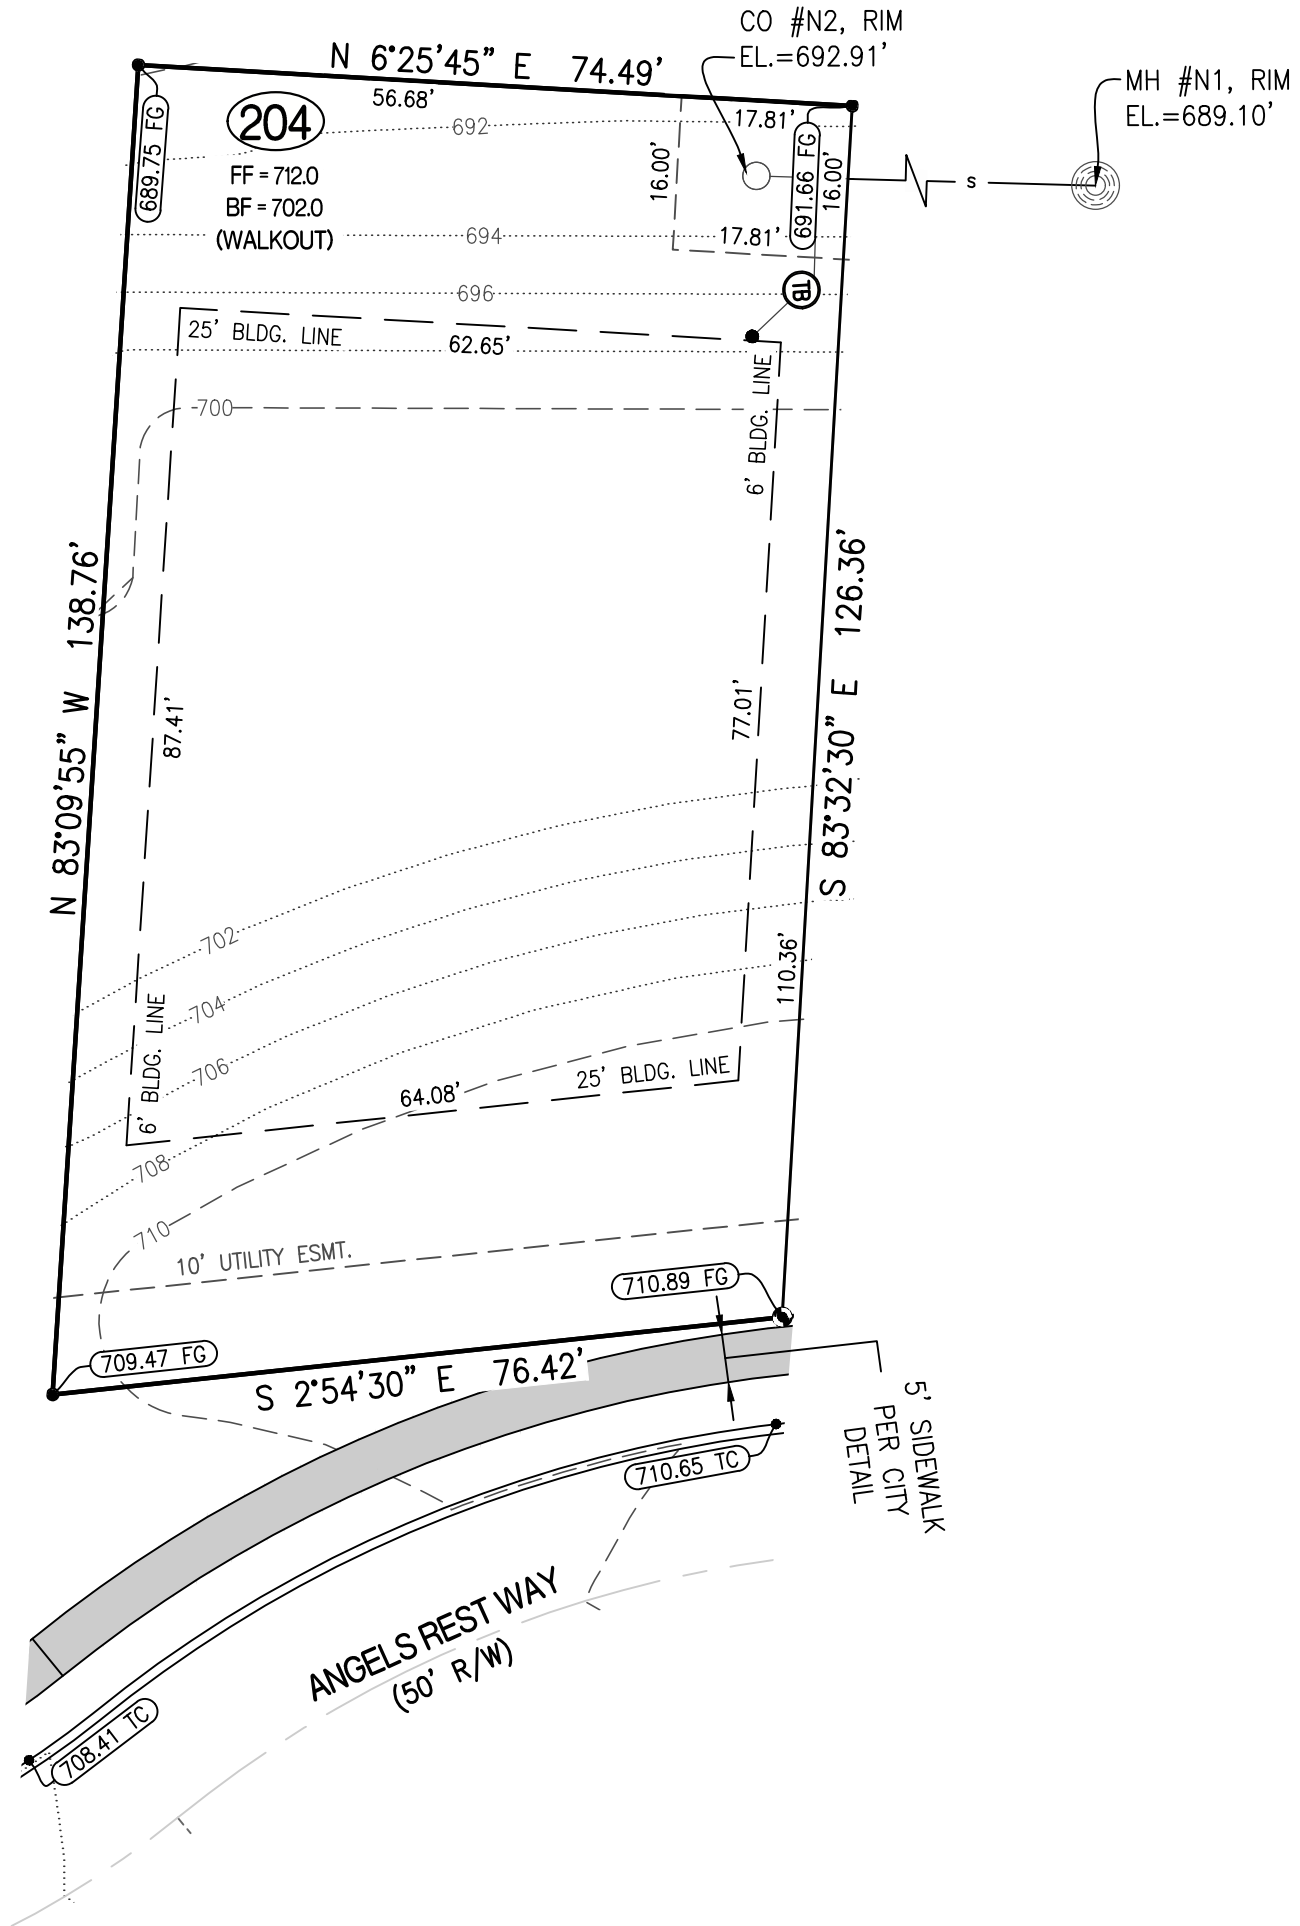 CO #N2, RIM
EL.=692.91'
MH #N1, RIM
EL.=689.10'
N 6°25'45" E 74.49'
56.68'
17.81'
204
692
689.75 FG
FF = 712.0
BF = 702.0
(WALKOUT)
16.00'
691.66 FG
16.00'
S
694
17.81'
696
TB
25' BLDG. LINE
62.65'
6' BLDG. LINE
700
N 83°09'55" W 138.76'
87.41'
77.01'
S 83°32'30" E 126.36'
110.36'
702
704
706
708
710
6' BLDG. LINE
64.08'
25' BLDG. LINE
10' UTILITY ESMT.
710.89 FG
709.47 FG
S 2°54'30" E 76.42'
5' SIDEWALK
PER CITY
DETAIL
710.65 TC
ANGELS REST WAY
(50' R/W)
708.41 TC